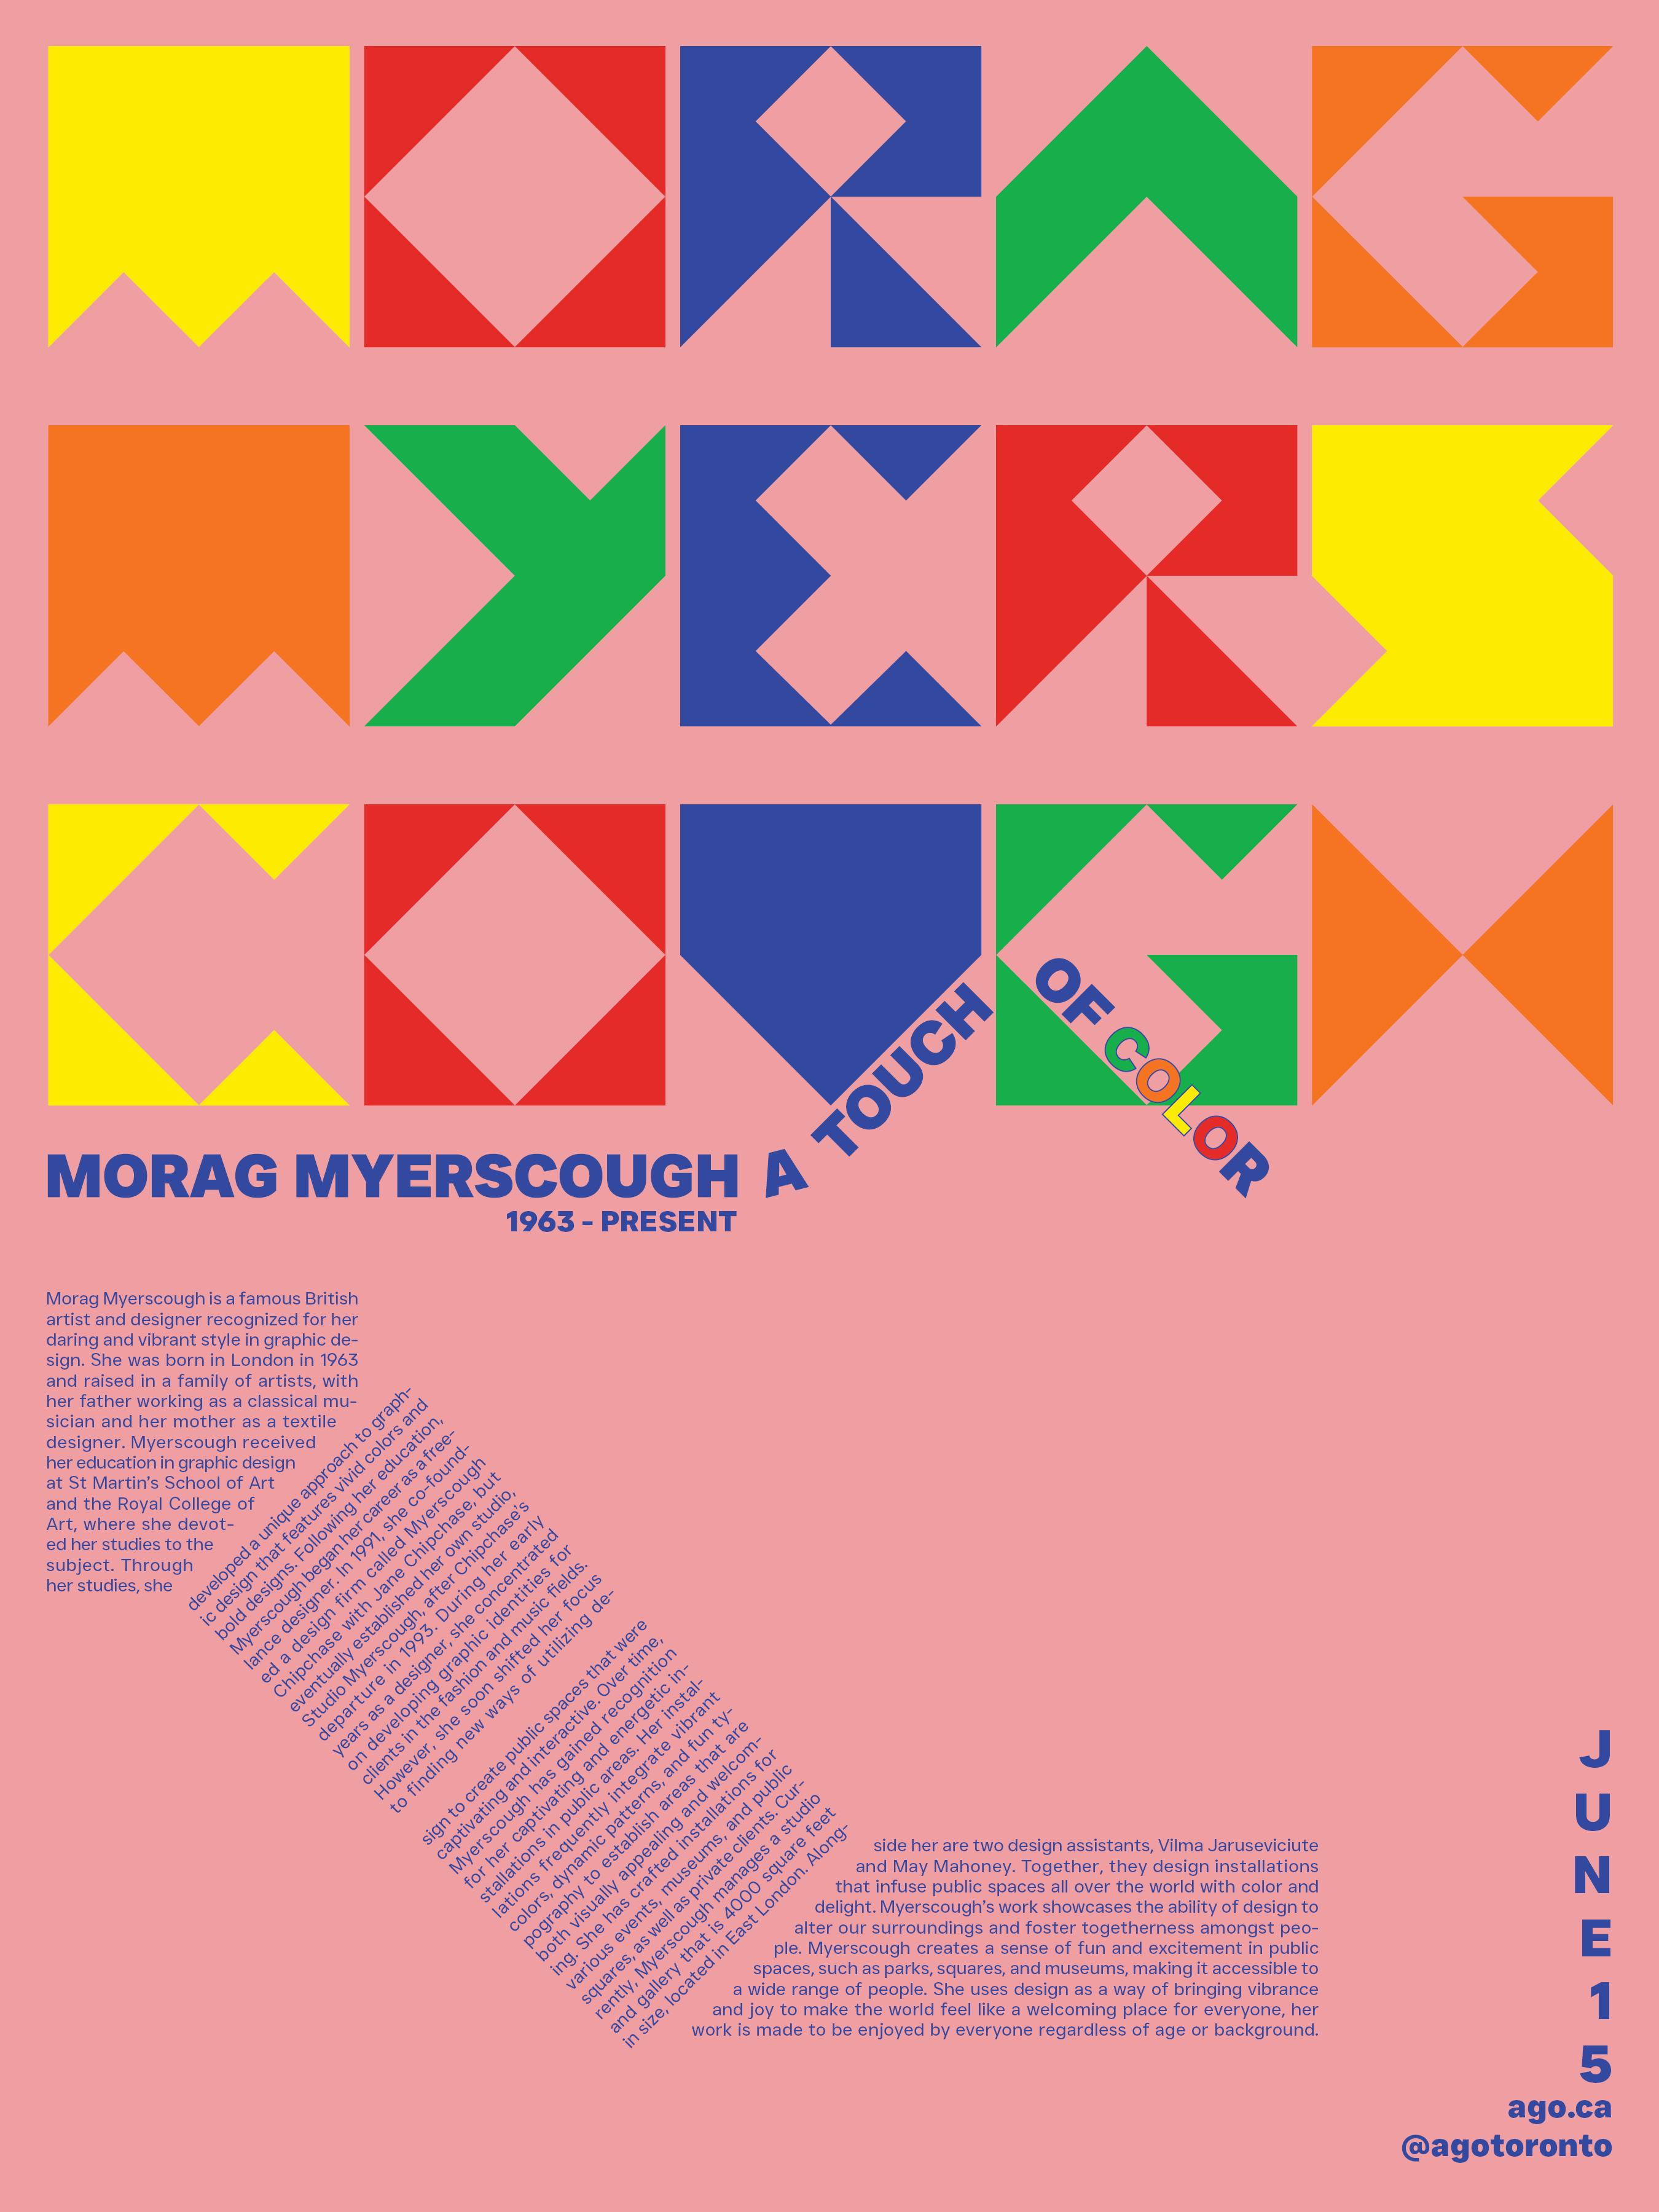 MORAG
MYERS
COUGH
MORAG MYERSCOUGH A TOUCH OF COLOR
1963 - PRESENT
Morag Myerscough is a famous British
artist and designer recognized for her
daring and vibrant style in graphic de-
sign. She was born in London in 1963
and raised in a family of artists, with
her father working as a classical mu-
sician and her mother as a textile
designer. Myerscough received
her education in graphic design
at St Martin's School of Art
and the Royal College of
Art, where she devot-
ed her studies to the
subject. Through
her studies, she
developed a unique approach to graph-
ic design that features vivid colors and
bold designs. Following her education,
Myerscough began her career as a free-
lance designer. In 1991, she co-found-
ed a design firm called Myerscough
Chipchase with Jane Chipchase, but
eventually established her own studio,
Studio Myerscough, after Chipchase's
departure in 1993. During her early
years as a designer, she concentrated
on developing graphic identities for
clients in the fashion and music fields.
However, she soon shifted her focus
to finding new ways of utilizing de-
sign to create public spaces that were
captivating and interactive. Over time,
Myerscough has gained recognition
for her captivating and energetic in-
stallations in public areas. Her instal-
lations frequently integrate vibrant
colors, dynamic patterns, and fun ty-
pography to establish areas that are
both visually appealing and welcom-
ing. She has crafted installations for
various events, museums, and public
squares, as well as private clients. Cur-
rently, Myerscough manages a studio
and gallery that is 4000 square feet
in size, located in East London. Along-
side her are two design assistants, Vilma Jaruseviciute
and May Mahoney. Together, they design installations
that infuse public spaces all over the world with color and
delight. Myerscough's work showcases the ability of design to
alter our surroundings and foster togetherness amongst peo-
ple. Myerscough creates a sense of fun and excitement in public
spaces, such as parks, squares, and museums, making it accessible to
a wide range of people. She uses design as a way of bringing vibrance
and joy to make the world feel like a welcoming place for everyone, her
work is made to be enjoyed by everyone regardless of age or background.
JUNE15
ago.ca
@agotoronto